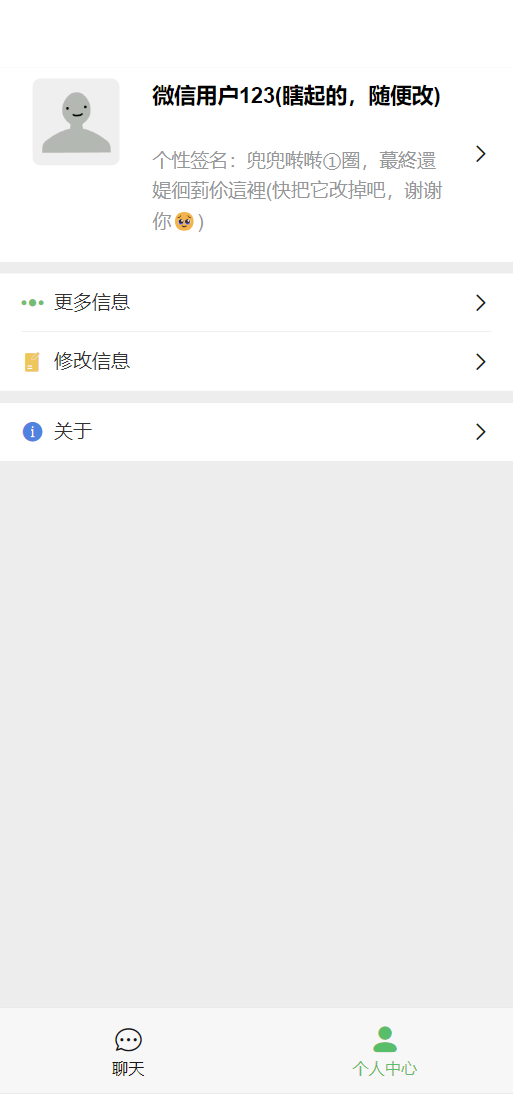 微信用户123(瞎起的，随便改)
个性签名：兜兜啭啭①圈，蕞終還
媞徊菿伱這裡(快把它改掉吧，谢谢
你🥺)
更多信息
修改信息
关于
聊天
个人中心